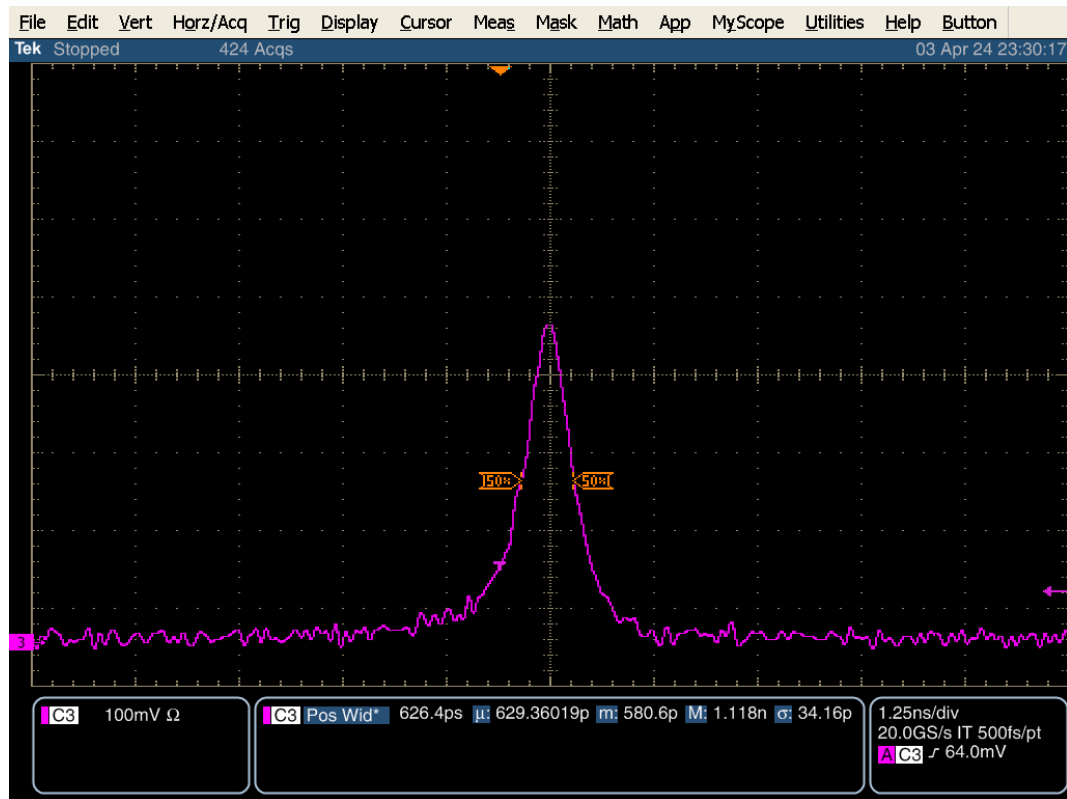 File Edit Vert Horz/Acq Trig Display Cursor Meas Mask Math App MyScope Utilities Help Button
Tek Stopped 424 Acqs 03 Apr 24 23:30:17
50% 50%
3
C3 100mV Ω
C3 Pos Wid* 626.4ps µ: 629.36019p m: 580.6p M: 1.118n σ: 34.16p
1.25ns/div
20.0GS/s IT 500fs/pt
A C3 64.0mV